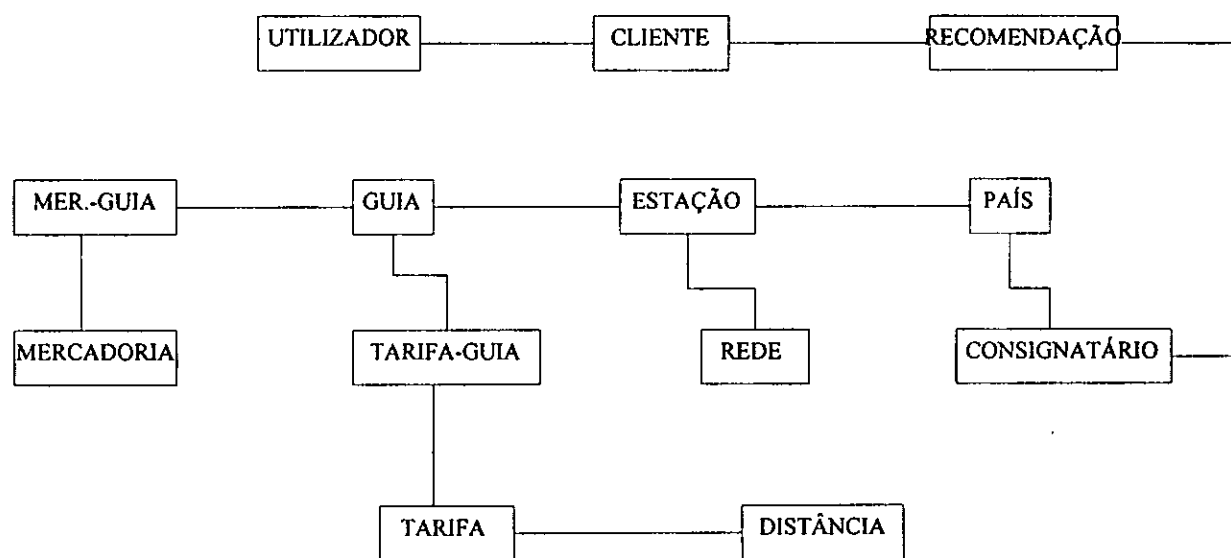 UTILIZADOR
CLIENTE
RECOMENDAÇÃO
MER.-GUIA
GUIA
ESTAÇÃO
PAÍS
MERCADORIA
TARIFA-GUIA
REDE
CONSIGNATÁRIO
TARIFA
DISTÂNCIA